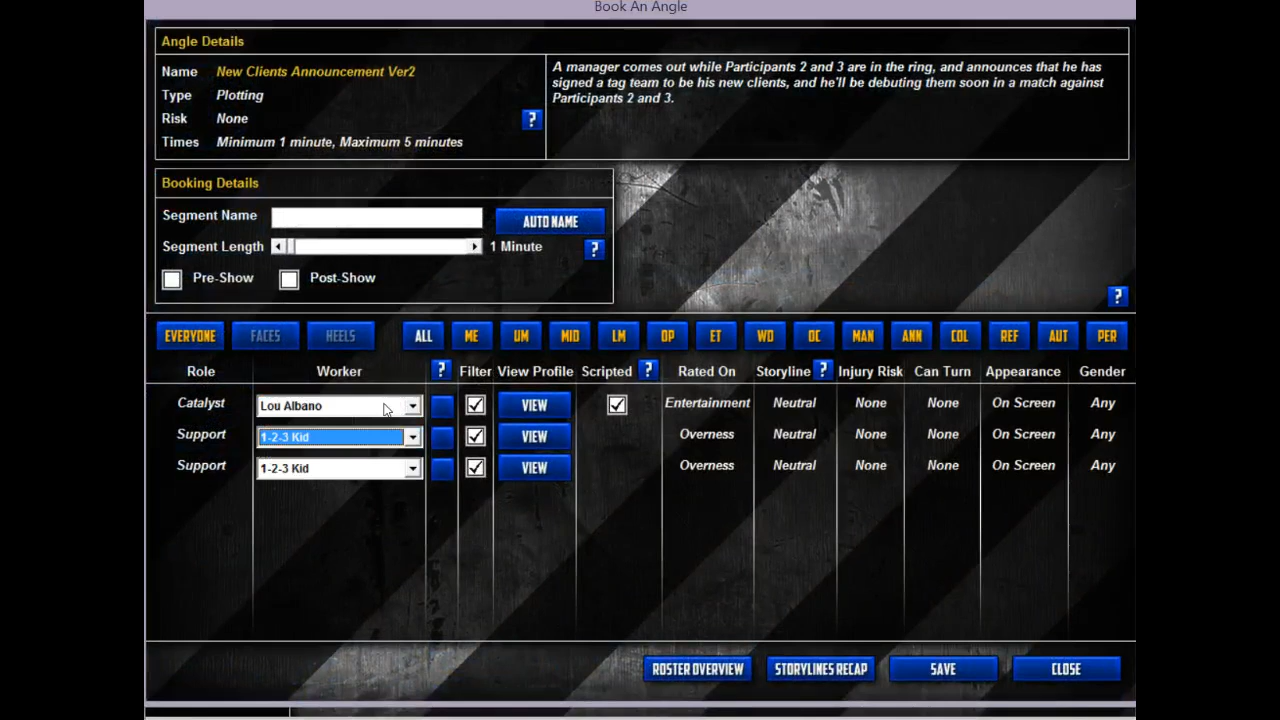 Book An Angle
Angle Details
Name New Clients Announcement Ver2
Type Plotting
Risk None
?
Times Minimum 1 minute, Maximum 5 minutes
A manager comes out while Participants 2 and 3 are in the ring, and announces that he has
signed a tag team to be his new clients, and he'll be debuting them soon in a match against
Participants 2 and 3.
Booking Details
Segment Name AUTO NAME
Segment Length 1 Minute ?
Pre-Show Post-Show
?
EVERYONE FACES HEELS ALL ME UM MID LM OP ET WD OC MAN ANN COL REF AUT PER
Role Worker ? Filter View Profile Scripted ? Rated On Storyline ? Injury Risk Can Turn Appearance Gender
Catalyst Lou Albano VIEW Entertainment Neutral None None On Screen Any
Support 1-2-3 Kid VIEW Overness Neutral None None On Screen Any
Support 1-2-3 Kid VIEW Overness Neutral None None On Screen Any
ROSTER OVERVIEW STORYLINES RECAP SAVE CLOSE